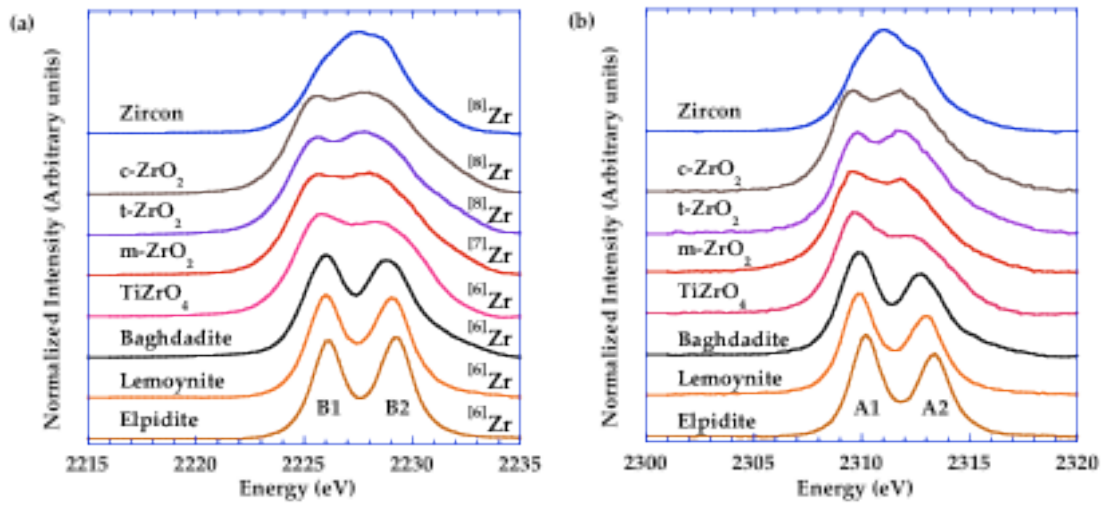 (a)
Normalized Intensity (Arbitrary units)
Zircon
[8]Zr
c-ZrO2
[8]Zr
t-ZrO2
[8]Zr
m-ZrO2
[7]Zr
TiZrO4
[6]Zr
Baghdadite
[6]Zr
Lemoynite
[6]Zr
B1 B2
Elpidite
[6]Zr
2215 2220 2225 2230 2235
Energy (eV)
(b)
Normalized Intensity (Arbitrary units)
Zircon
c-ZrO2
t-ZrO2
m-ZrO2
TiZrO4
Baghdadite
Lemoynite
A1 A2
Elpidite
2300 2305 2310 2315 2320
Energy (eV)